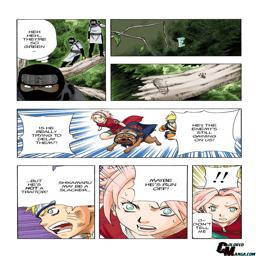 HEH
HEH...
THEY'RE
SO
GREEN
HEY! THE
ENEMY'S
STILL
GAINING
ON US!
IS HE
REALLY
TRYING TO
DELAY
THEM?!
!!
D-
DON'T
TELL
ME
MAYBE
HE'S RUN
OFF!
SHIKAMARU
MAY BE A
SLACKER...
...BUT
HE'S
NOT A
TRAITOR!
COLORED
MANGA.COM